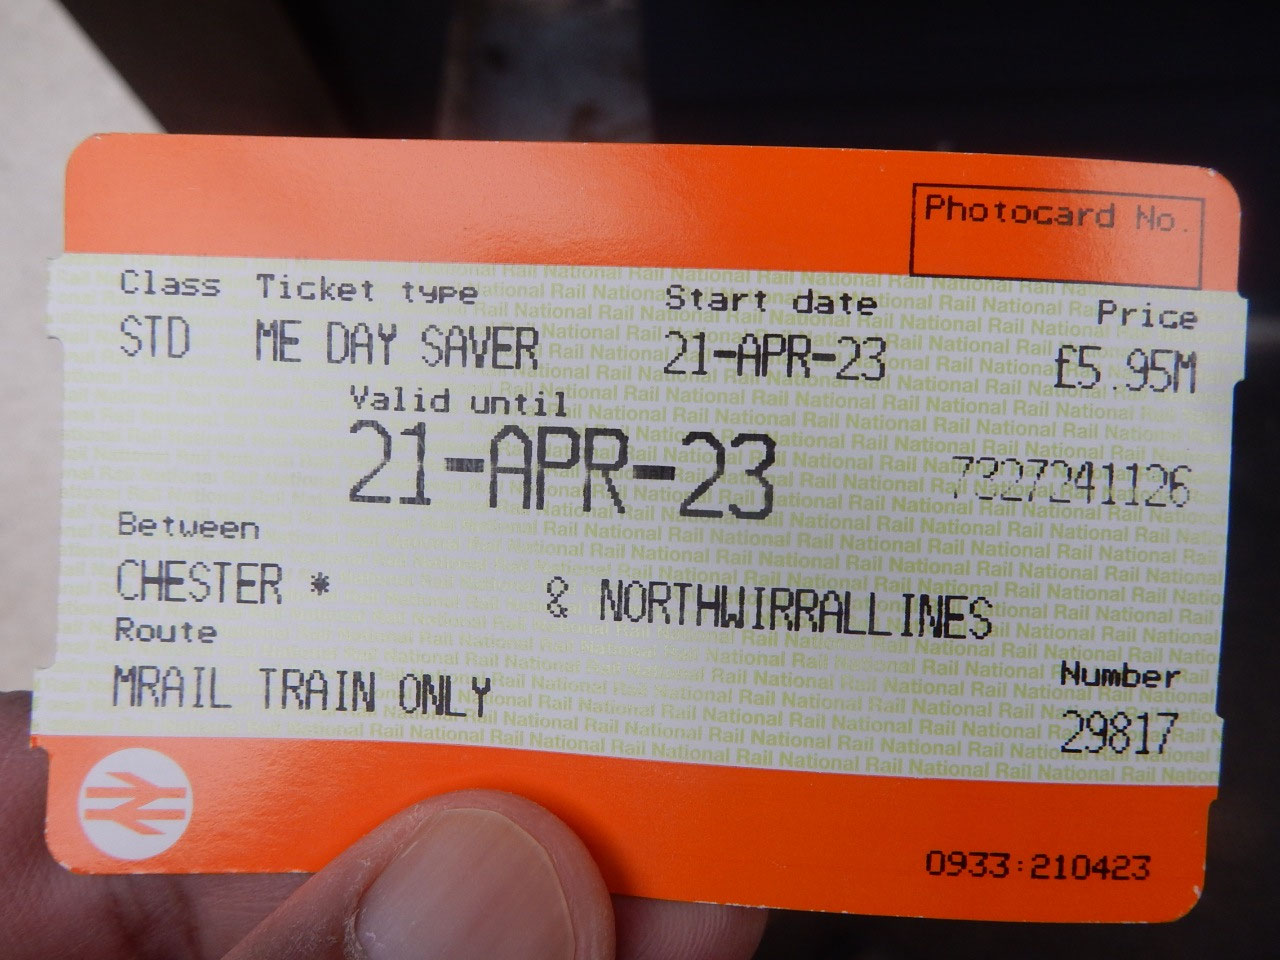 Photocard No.
Class Ticket type Start date Price
STD ME DAY SAVER 21-APR-23 £5.95M
Valid until
21-APR-23 7327241126
Between
CHESTER * & NORTHWIRRALLINES
Route
MRAIL TRAIN ONLY
Number
29817
0933:210423